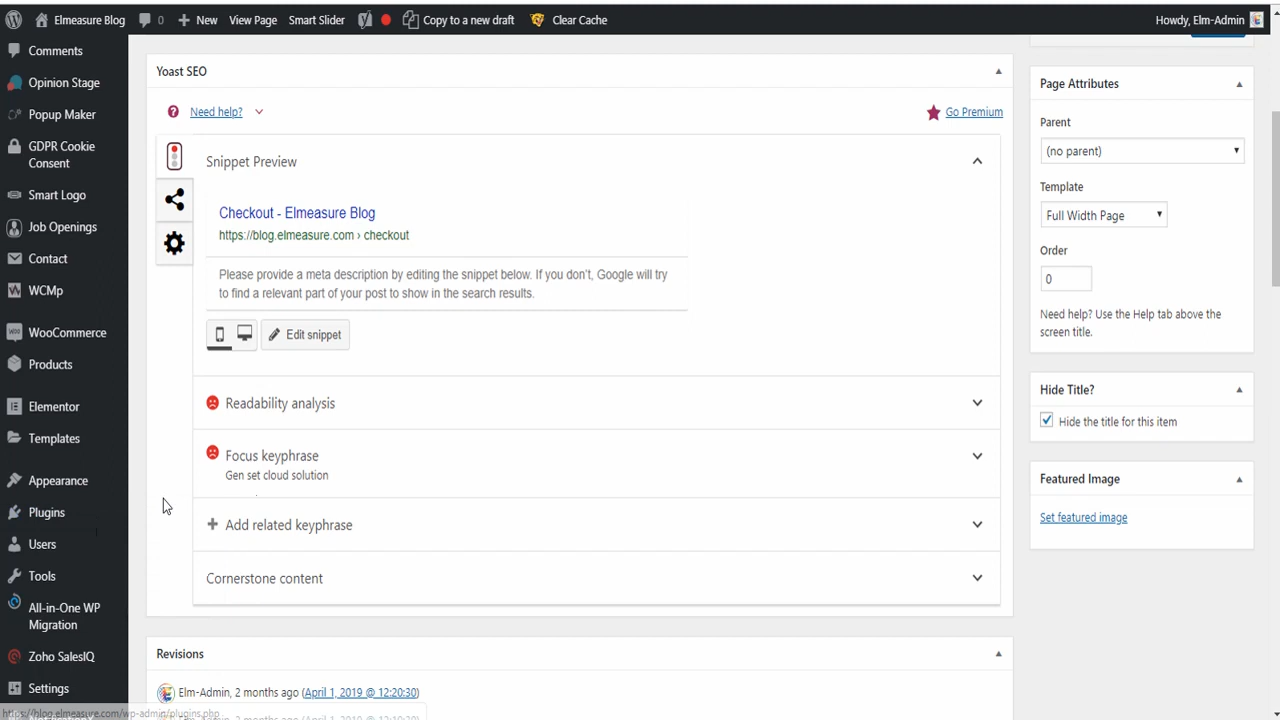 Elmeasure Blog 0 New View Page Smart Slider Copy to a new draft Clear Cache Howdy, Elm-Admin
Comments
Opinion Stage
Popup Maker
GDPR Cookie
Consent
Smart Logo
Job Openings
Contact
WCMp
WooCommerce
Products
Elementor
Templates
Appearance
Plugins
Users
Tools
All-in-One WP
Migration
Zoho SalesIQ
Settings
https://blog.elmeasure.com/wp-admin/plugins.php
Yoast SEO
Need help?
Go Premium
Snippet Preview
Checkout - Elmeasure Blog
https://blog.elmeasure.com › checkout
Please provide a meta description by editing the snippet below. If you don't, Google will try
to find a relevant part of your post to show in the search results.
Edit snippet
Readability analysis
Focus keyphrase
Gen set cloud solution
Add related keyphrase
Cornerstone content
Revisions
Elm-Admin, 2 months ago (April 1, 2019 @ 12:20:30)
Page Attributes
Parent
(no parent)
Template
Full Width Page
Order
0
Need help? Use the Help tab above the
screen title.
Hide Title?
Hide the title for this item
Featured Image
Set featured image